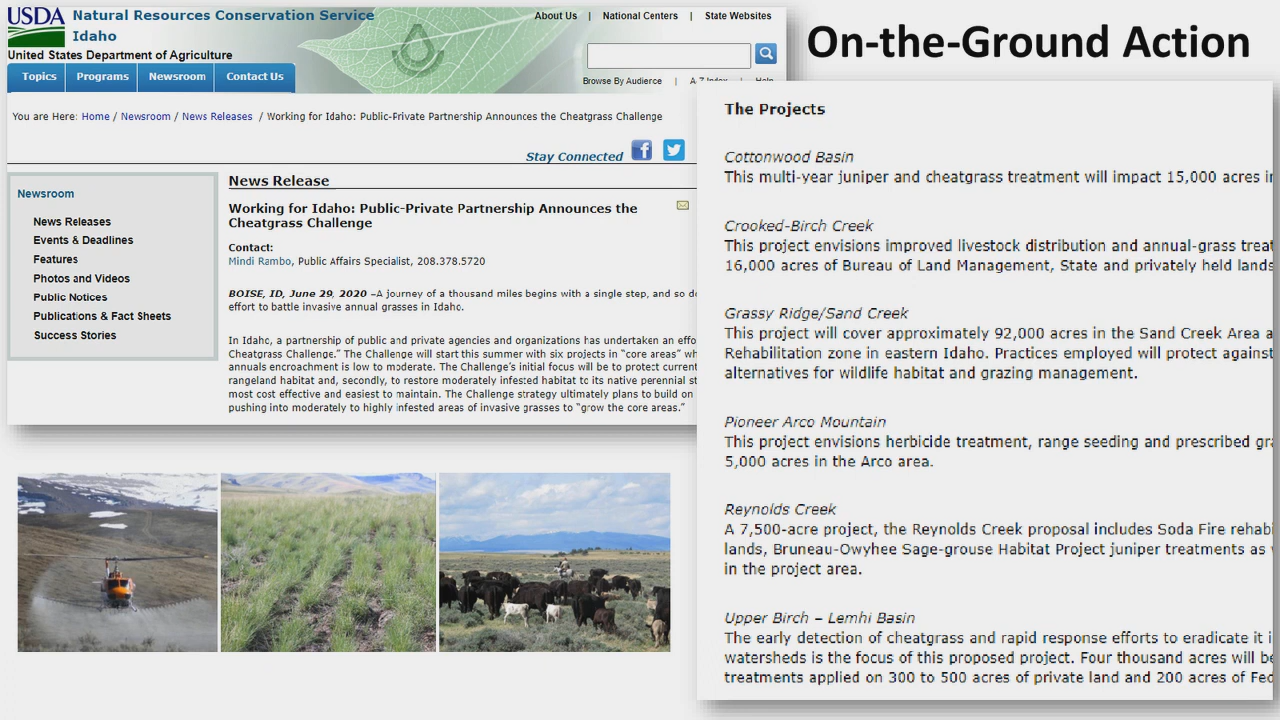 USDA
Natural Resources Conservation Service
Idaho
United States Department of Agriculture
About Us | National Centers | State Websites
Browse By Audience | A-Z Index | Help
Topics
Programs
Newsroom
Contact Us
On-the-Ground Action
You are Here: Home / Newsroom / News Releases / Working for Idaho: Public-Private Partnership Announces the Cheatgrass Challenge
Stay Connected
Newsroom
News Releases
Events & Deadlines
Features
Photos and Videos
Public Notices
Publications & Fact Sheets
Success Stories
News Release
Working for Idaho: Public-Private Partnership Announces the
Cheatgrass Challenge
Contact:
Mindi Rambo, Public Affairs Specialist, 208.378.5720
BOISE, ID, June 29, 2020 –A journey of a thousand miles begins with a single step, and so
effort to battle invasive annual grasses in Idaho.
In Idaho, a partnership of public and private agencies and organizations has undertaken an
Cheatgrass Challenge.” The Challenge will start this summer with six projects in “core areas”
annuals encroachment is low to moderate. The Challenge’s initial focus will be to protect
rangeland habitat and, secondly, to restore moderately infested habitat to its native perennial
most cost effective and easiest to maintain. The Challenge strategy ultimately plans to build on
pushing into moderately to highly infested areas of invasive grasses to “grow the core areas.”
The Projects
Cottonwood Basin
This multi-year juniper and cheatgrass treatment will impact 15,000 acres
Crooked-Birch Creek
This project envisions improved livestock distribution and annual-grass
16,000 acres of Bureau of Land Management, State and privately held lands
Grassy Ridge/Sand Creek
This project will cover approximately 92,000 acres in the Sand Creek Area
Rehabilitation zone in eastern Idaho. Practices employed will protect against
alternatives for wildlife habitat and grazing management.
Pioneer Arco Mountain
This project envisions herbicide treatment, range seeding and prescribed
5,000 acres in the Arco area.
Reynolds Creek
A 7,500-acre project, the Reynolds Creek proposal includes Soda Fire
lands, Bruneau-Owyhee Sage-grouse Habitat Project juniper treatments as
in the project area.
Upper Birch – Lemhi Basin
The early detection of cheatgrass and rapid response efforts to eradicate it
watersheds is the focus of this proposed project. Four thousand acres will
treatments applied on 300 to 500 acres of private land and 200 acres of